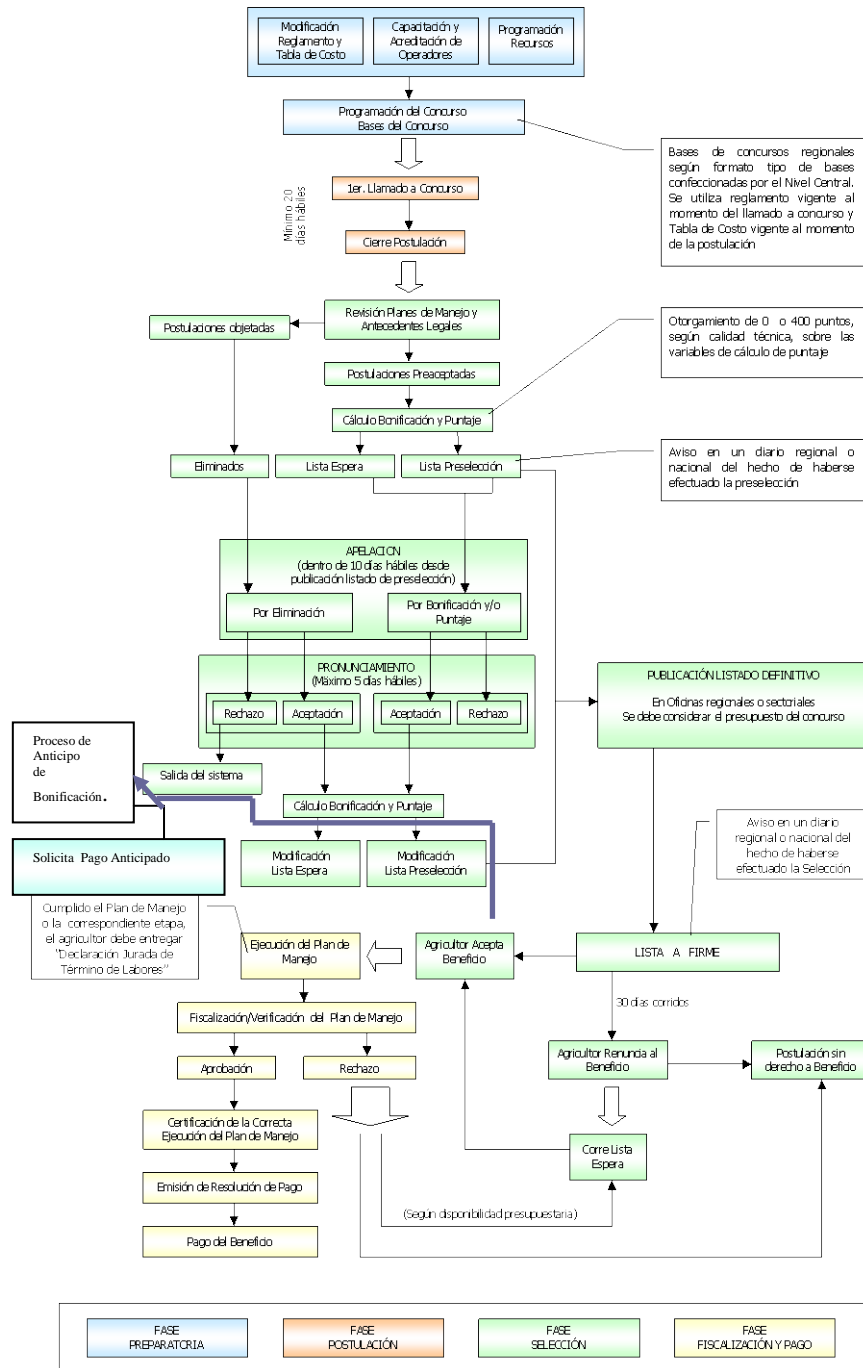 Modificación
Reglamento y
Tabla de Costo
Capacitación y
Acreditación de
Operadores
Programación
Recursos
Programación del Concurso
Bases del Concurso
Bases de concursos regionales
según formato tipo de bases
confeccionadas por el Nivel Central.
Se utiliza reglamento vigente al
momento del llamado a concurso y
Tabla de Costo vigente al momento
de la postulación
1er. Llamado a Concurso
Mínimo 20
días hábiles
Cierre Postulación
Revisión Planes de Manejo y
Antecedentes Legales
Postulaciones objetadas
Otorgamiento de 0 o 400 puntos,
según calidad técnica, sobre las
variables de cálculo de puntaje
Postulaciones Preaceptadas
Cálculo Bonificación y Puntaje
Eliminados
Lista Espera
Lista Preselección
Aviso en un diario regional o
nacional del hecho de haberse
efectuado la preselección
APELACION
(dentro de 10 días hábiles desde
publicación listado de preselección)
Por Eliminación
Por Bonificación y/o
Puntaje
PRONUNCIAMIENTO
(Máximo 5 días hábiles)
Rechazo
Aceptación
Aceptación
Rechazo
PUBLICACIÓN LISTADO DEFINITIVO
En Oficinas regionales o sectoriales
Se debe considerar el presupuesto del concurso
Proceso de
Anticipo
de
Bonificación.
Salida del sistema
Cálculo Bonificación y Puntaje
Solicita Pago Anticipado
Modificación
Lista Espera
Modificación
Lista Preselección
Aviso en un diario
regional o nacional del
hecho de haberse
efectuado la Selección
Cumplido el Plan de Manejo
o la correspondiente etapa,
el agricultor debe entregar
"Declaración Jurada de
Término de Labores"
Ejecución del Plan de
Manejo
Agricultor Acepta
Beneficio
LISTA A FIRME
30 días corridos
Fiscalización/Verificación del Plan de Manejo
Aprobación
Rechazo
Agricultor Renuncia al
Beneficio
Postulación sin
derecho a Beneficio
Certificación de la Correcta
Ejecución del Plan de Manejo
Corre Lista
Espera
Emisión de Resolución de Pago
(Según disponibilidad presupuestaria)
Pago del Beneficio
FASE
PREPARATORIA
FASE
POSTULACIÓN
FASE
SELECCIÓN
FASE
FISCALIZACIÓN Y PAGO